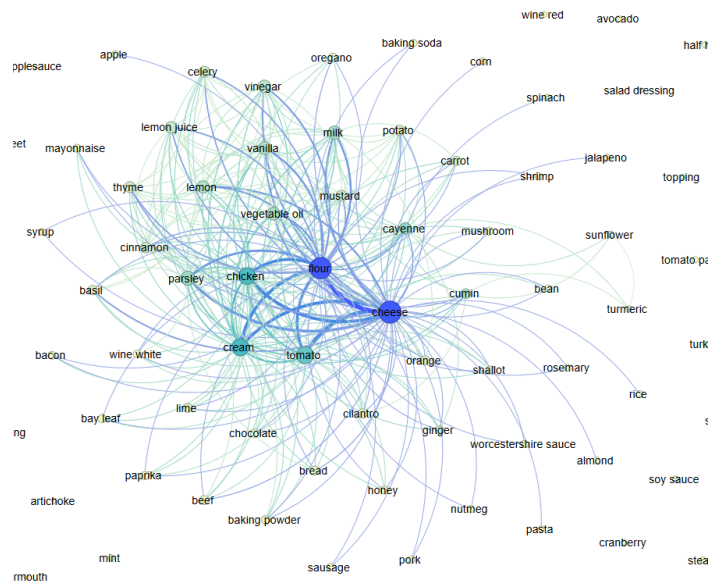 wine red
avocado
baking soda
half
apple
oregano
corn
pplesauce
celery
vinegar
salad dressing
spinach
lemon juice
milk
potato
eet
mayonnaise
vanilla
carrot
jalapeno
shrimp
topping
thyme
lemon
mustard
vegetable oil
cayenne
syrup
mushroom
sunflower
cinnamon
tomato pa
parsley
chicken
flour
basil
cumin
bean
turmeric
cheese
cream
tomato
turk
bacon
wine white
orange
shallot
rosemary
rice
lime
cilantro
bay leaf
ng
chocolate
ginger
worcestershire sauce
almond
paprika
bread
soy sauce
honey
artichoke
beef
nutmeg
baking powder
pasta
cranberry
mint
pork
stea
sausage
rmouth